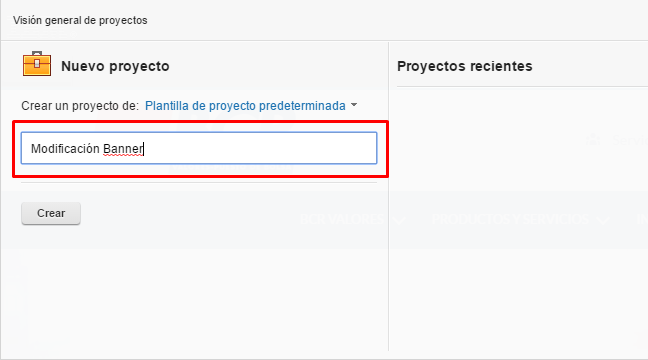 Visión general de proyectos
Nuevo proyecto
Proyectos recientes
Crear un proyecto de: Plantilla de proyecto predeterminada
Modificación Banner
Crear